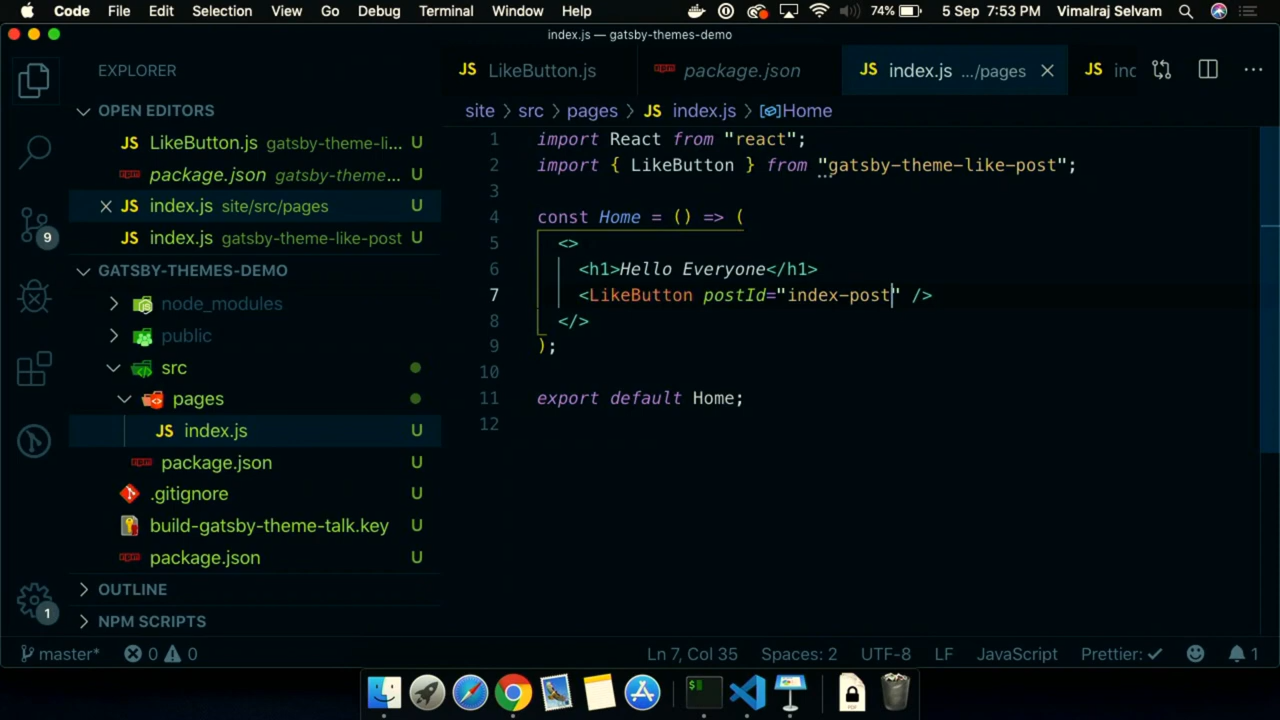 Code File Edit Selection View Go Debug Terminal Window Help 74% 5 Sep 7:53 PM Vimalraj Selvam
index.js — gatsby-themes-demo
EXPLORER
JS LikeButton.js npm package.json JS index.js .../pages JS inc
OPEN EDITORS
site > src > pages > JS index.js > Home
JS LikeButton.js gatsby-theme-li... U
npm package.json gatsby-theme... U
JS index.js site/src/pages U
JS index.js gatsby-theme-like-post U
GATSBY-THEMES-DEMO
node_modules
public
src
pages
JS index.js U
npm package.json U
.gitignore U
build-gatsby-theme-talk.key U
npm package.json U
OUTLINE
NPM SCRIPTS
9
1
1 import React from "react";
2 import { LikeButton } from "gatsby-theme-like-post";
3
4 const Home = () => (
5 <>
6 <h1>Hello Everyone</h1>
7 <LikeButton postId="index-post" />
8 </>
9 );
10
11 export default Home;
12
master* 0 0 Ln 7, Col 35 Spaces: 2 UTF-8 LF JavaScript Prettier: ✓ 1
$
PDF